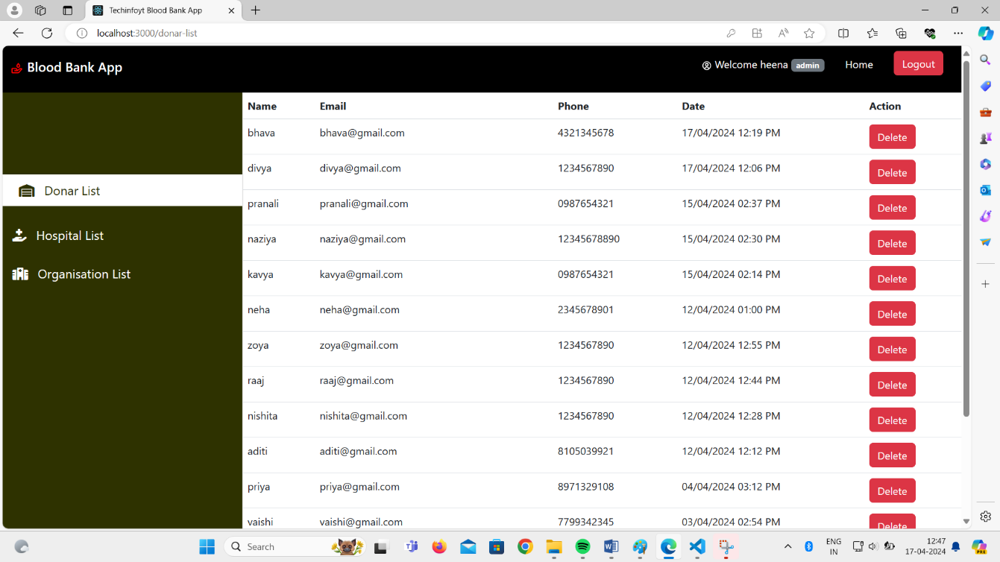 Techinfoyt Blood Bank App
localhost:3000/donar-list
Blood Bank App
Welcome heena admin Home Logout
Donar List
Hospital List
Organisation List
Name Email Phone Date Action
bhava bhava@gmail.com 4321345678 17/04/2024 12:19 PM Delete
divya divya@gmail.com 1234567890 17/04/2024 12:06 PM Delete
pranali pranali@gmail.com 0987654321 15/04/2024 02:37 PM Delete
naziya naziya@gmail.com 12345678890 15/04/2024 02:30 PM Delete
kavya kavya@gmail.com 0987654321 15/04/2024 02:14 PM Delete
neha neha@gmail.com 2345678901 12/04/2024 01:00 PM Delete
zoya zoya@gmail.com 1234567890 12/04/2024 12:55 PM Delete
raaj raaj@gmail.com 1234567890 12/04/2024 12:44 PM Delete
nishita nishita@gmail.com 1234567890 12/04/2024 12:28 PM Delete
aditi aditi@gmail.com 8105039921 12/04/2024 12:12 PM Delete
priya priya@gmail.com 8971329108 04/04/2024 03:12 PM Delete
vaishi vaishi@gmail.com 7799342345 03/04/2024 02:54 PM Delete
Search
ENG
IN
12:47
17-04-2024
PRE